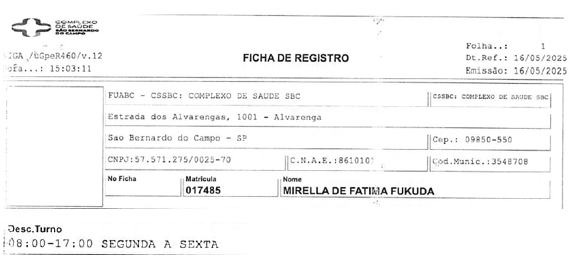 COMPLEXO
DE SAÚDE
SÃO BERNARDO
DO CAMPO
/bGpeR460/v.12
FICHA DE REGISTRO
Folha..: 1
Dt.Ref.: 16/05/2025
...: 15:03:11
Emissão: 16/05/2025
FUABC - CSSBC: COMPLEXO DE SAUDE SBC
CSSBC: COMPLEXO DE SAUDE SBC
Estrada dos Alvarengas, 1001 - Alvarenga
Sao Bernardo do Campo - SP
Cep.: 09850-550
CNPJ:57.571.275/0025-70
C.N.A.E.:8610101
Cod.Munic.:3548708
No Ficha
Matricula
Nome
017485
MIRELLA DE FATIMA FUKUDA
Desc.Turno
08:00-17:00 SEGUNDA A SEXTA